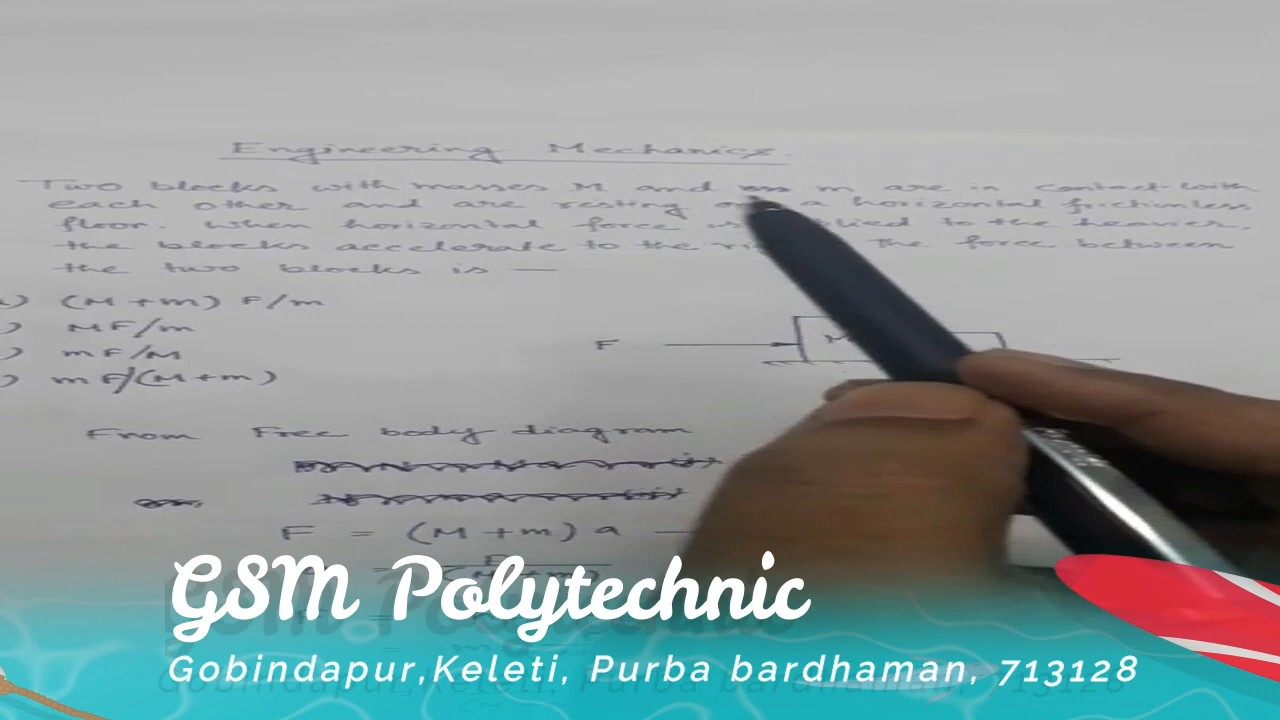 Engineering Mechanics.
Two blocks with masses M and m are in contact with
each other and are resting on a horizontal frictionless
floor. When horizontal force is applied to the heavier,
the blocks accelerate to the The force between
the two blocks is —
) (M+m) F/m
) MF/m
) mF/M
) mF/(M+m)
F M
From Free body diagram
F = (M+m) a —
GSM Polytechnic
Gobindapur,Keleti, Purba bardhaman, 713128